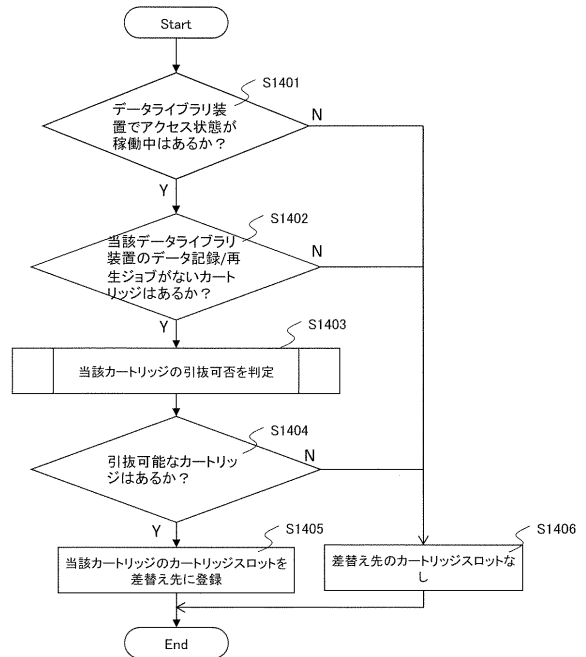 Start
S1401
データライブラリ装
置でアクセス状態が
稼働中はあるか？
N
Y
S1402
当該データライブラリ
装置のデータ記録/再
生ジョブがないカート
リッジはあるか？
N
Y
S1403
当該カートリッジの引抜可否を判定
S1404
引抜可能なカートリッ
ジはあるか？
N
Y
S1405
当該カートリッジのカートリッジスロットを
差替え先に登録
S1406
差替え先のカートリッジスロットな
し
End